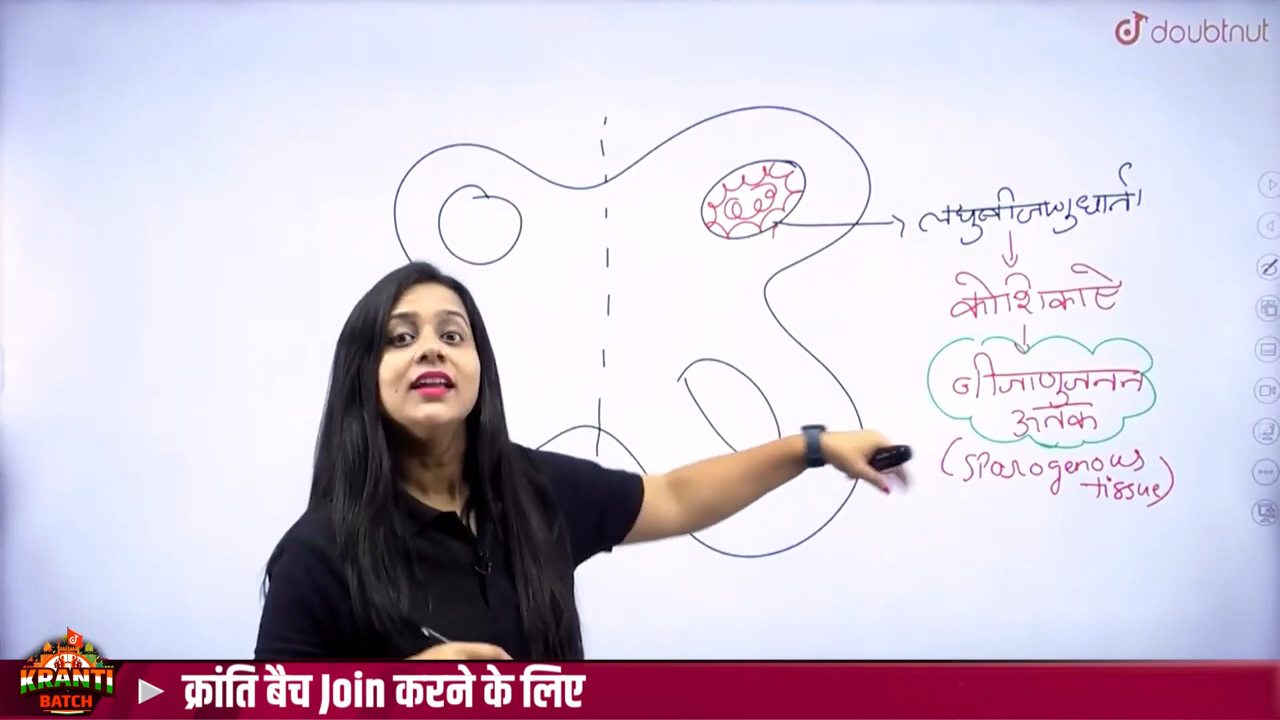 doubtnut
लघुबीजाणुधानी
कोशिकाऐ
बीजाणुजनन
ऊतक
(Sporogenous
tissue)
KRANTI
BATCH
क्रांति बैच Join करने के लिए